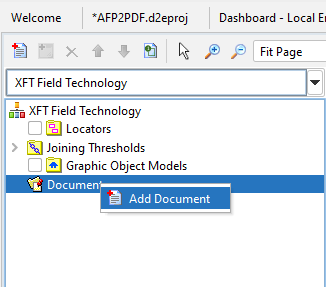 Welcome *AFP2PDF.d2eproj Dashboard - Local E
Fit Page
XFT Field Technology
XFT Field Technology
Locators
Joining Thresholds
Graphic Object Models
Document
Add Document